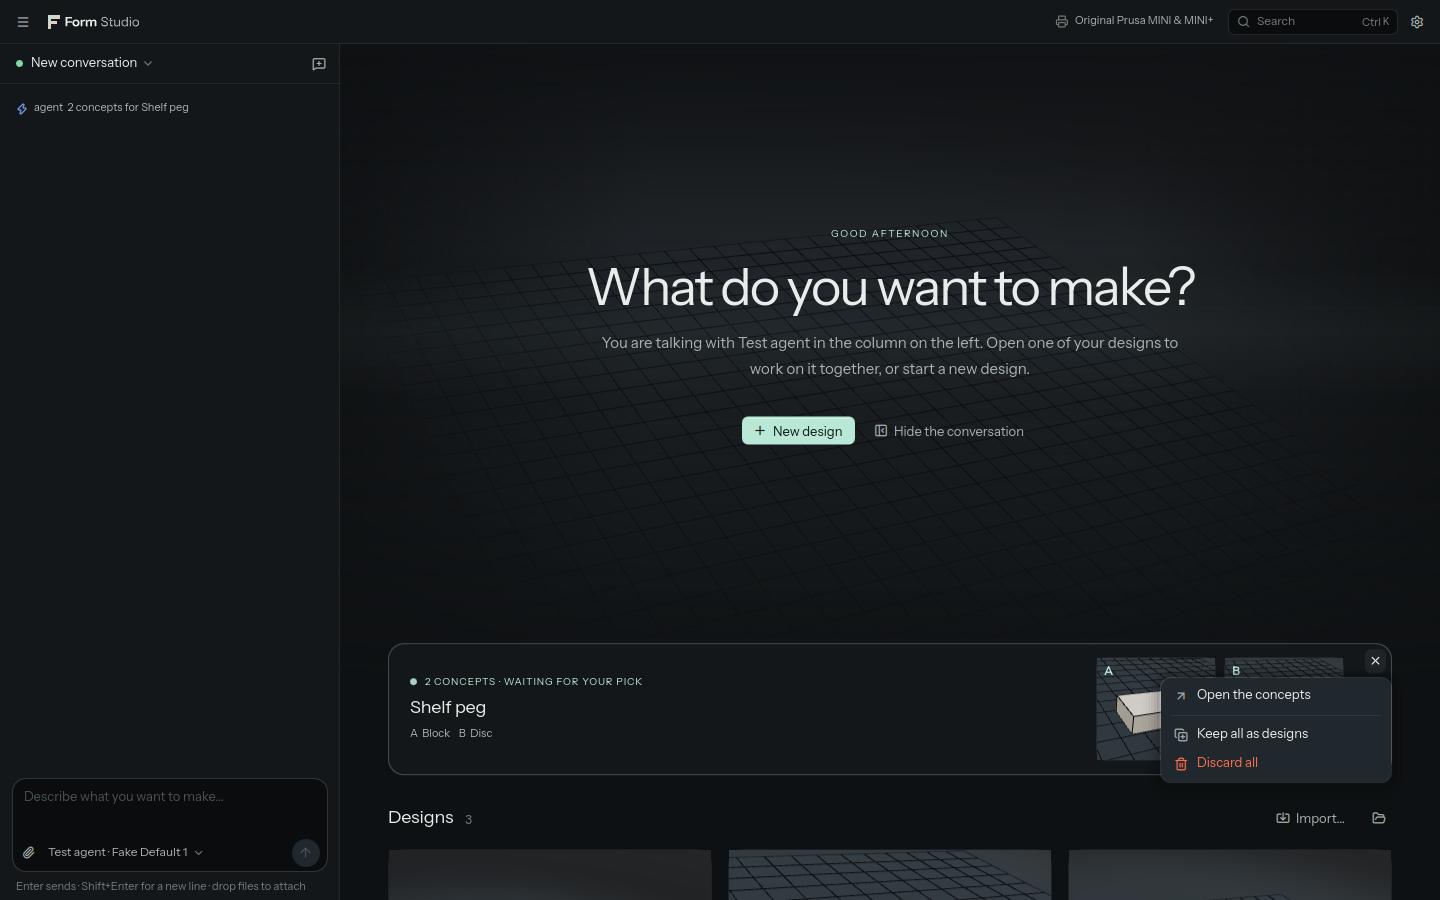 Form Studio
Original Prusa MINI & MINI+
Search
Ctrl K
New conversation
agent 2 concepts for Shelf peg
GOOD AFTERNOON
What do you want to make?
You are talking with Test agent in the column on the left. Open one of your designs to
work on it together, or start a new design.
New design
Hide the conversation
2 CONCEPTS · WAITING FOR YOUR PICK
Shelf peg
A Block B Disc
A
B
Open the concepts
Keep all as designs
Discard all
Designs 3
Import...
Describe what you want to make...
Test agent · Fake Default 1
Enter sends · Shift+Enter for a new line · drop files to attach